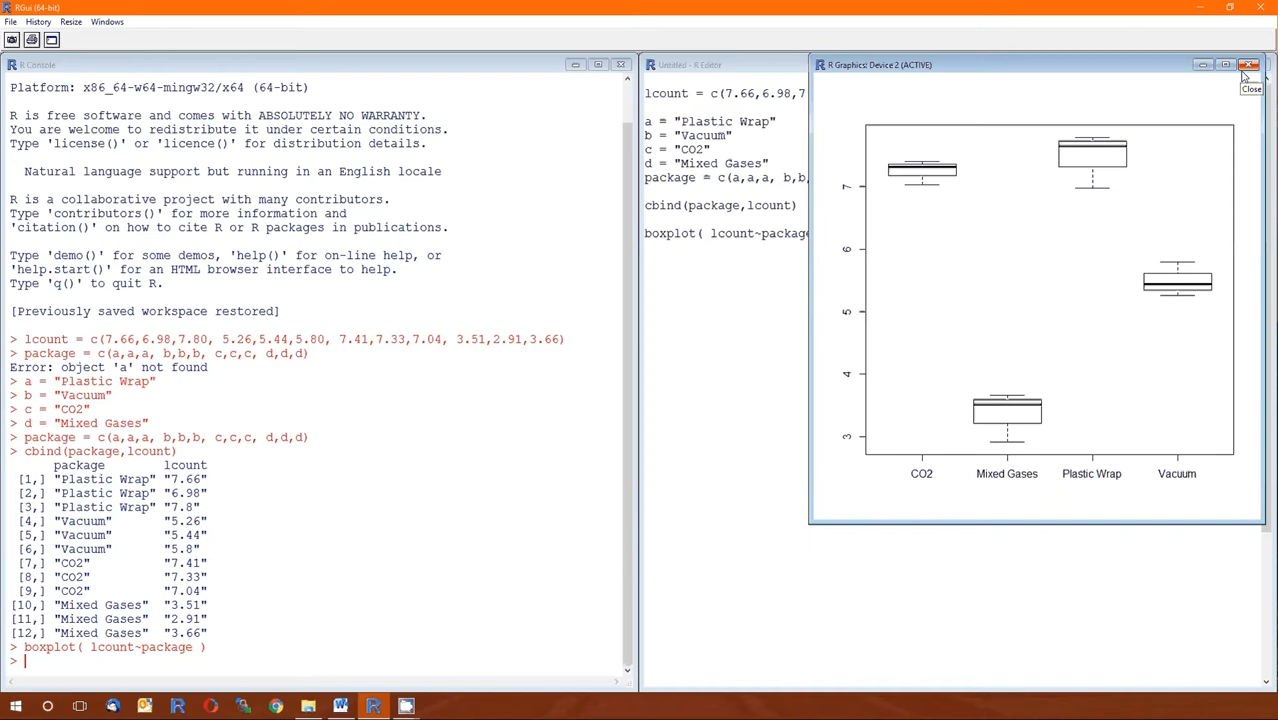 RGui (64-bit)
File History Resize Windows
R Console
Platform: x86_64-w64-mingw32/x64 (64-bit)
R is free software and comes with ABSOLUTELY NO WARRANTY.
You are welcome to redistribute it under certain conditions.
Type 'license()' or 'licence()' for distribution details.
Natural language support but running in an English locale
R is a collaborative project with many contributors.
Type 'contributors()' for more information and
'citation()' on how to cite R or R packages in publications.
Type 'demo()' for some demos, 'help()' for on-line help, or
'help.start()' for an HTML browser interface to help.
Type 'q()' to quit R.
[Previously saved workspace restored]
> lcount = c(7.66,6.98,7.80, 5.26,5.44,5.80, 7.41,7.33,7.04, 3.51,2.91,3.66)
> package = c(a,a,a, b,b,b, c,c,c, d,d,d)
Error: object 'a' not found
> a = "Plastic Wrap"
> b = "Vacuum"
> c = "CO2"
> d = "Mixed Gases"
> package = c(a,a,a, b,b,b, c,c,c, d,d,d)
> cbind(package,lcount)
package lcount
[1,] "Plastic Wrap" "7.66"
[2,] "Plastic Wrap" "6.98"
[3,] "Plastic Wrap" "7.8"
[4,] "Vacuum" "5.26"
[5,] "Vacuum" "5.44"
[6,] "Vacuum" "5.8"
[7,] "CO2" "7.41"
[8,] "CO2" "7.33"
[9,] "CO2" "7.04"
[10,] "Mixed Gases" "3.51"
[11,] "Mixed Gases" "2.91"
[12,] "Mixed Gases" "3.66"
> boxplot( lcount~package )
>
Untitled - R Editor
lcount = c(7.66,6.98,7
a = "Plastic Wrap"
b = "Vacuum"
c = "CO2"
d = "Mixed Gases"
package = c(a,a,a, b,b,
cbind(package,lcount)
boxplot( lcount~package
R Graphics: Device 2 (ACTIVE)
Close
7
6
5
4
3
CO2 Mixed Gases Plastic Wrap Vacuum